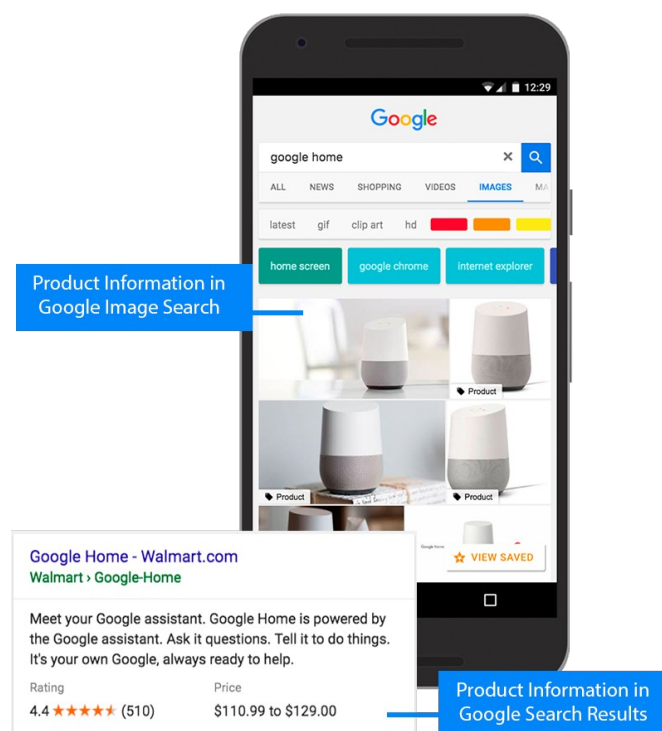 12:29
Google
google home
ALL NEWS SHOPPING VIDEOS IMAGES MA
latest gif clip art hd
home screen google chrome internet explorer
Product Information in
Google Image Search
Product
Product
Product
Google Home
VIEW SAVED
Google Home - Walmart.com
Walmart › Google-Home
Meet your Google assistant. Google Home is powered by
the Google assistant. Ask it questions. Tell it to do things.
It's your own Google, always ready to help.
Rating Price
4.4 ★★★★★ (510) $110.99 to $129.00
Product Information in
Google Search Results